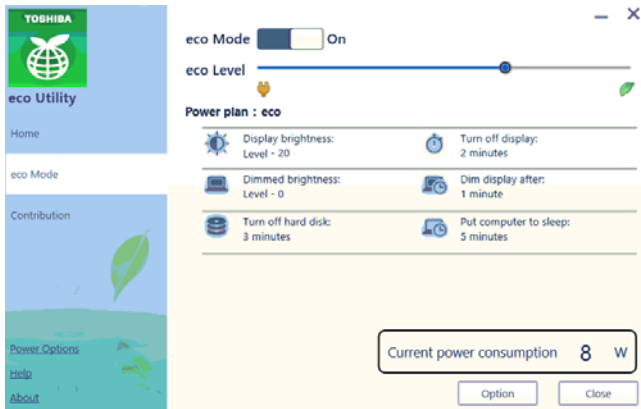 TOSHIBA
eco Utility
Home
eco Mode
Contribution
Power Options
Help
About
eco Mode On
eco Level
Power plan : eco
Display brightness:
Level - 20
Turn off display:
2 minutes
Dimmed brightness:
Level - 0
Dim display after:
1 minute
Turn off hard disk:
3 minutes
Put computer to sleep:
5 minutes
Current power consumption 8 W
Option
Close